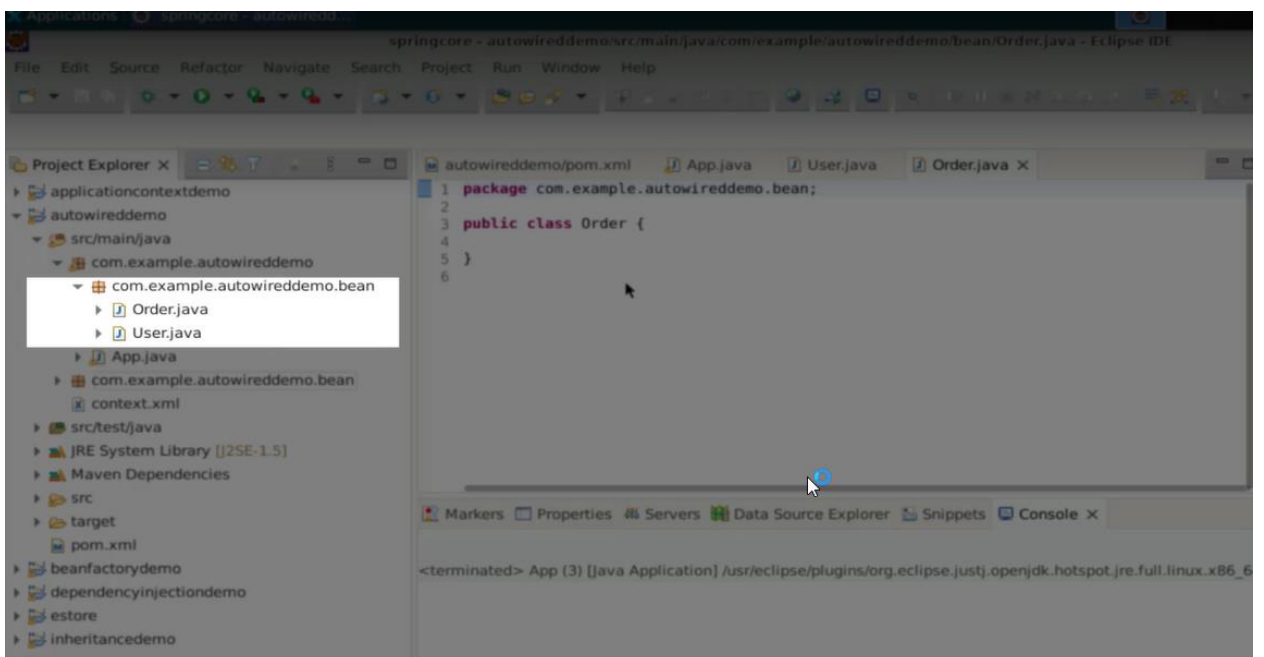 Applications springcore - autowiredd...
springcore - autowireddemo/src/main/java/com/example/autowireddemo/bean/Order.java - Eclipse IDE
File Edit Source Refactor Navigate Search Project Run Window Help
Project Explorer
applicationcontextdemo
autowireddemo
src/main/java
com.example.autowireddemo
com.example.autowireddemo.bean
Order.java
User.java
App.java
com.example.autowireddemo.bean
context.xml
src/test/java
JRE System Library [J2SE-1.5]
Maven Dependencies
src
target
pom.xml
beanfactorydemo
dependencyinjectiondemo
estore
inheritancedemo
autowireddemo/pom.xml App.java User.java Order.java
1 package com.example.autowireddemo.bean;
2
3 public class Order {
4
5 }
6
Markers Properties Servers Data Source Explorer Snippets Console
<terminated> App (3) [Java Application] /usr/eclipse/plugins/org.eclipse.justj.openjdk.hotspot.jre.full.linux.x86_6